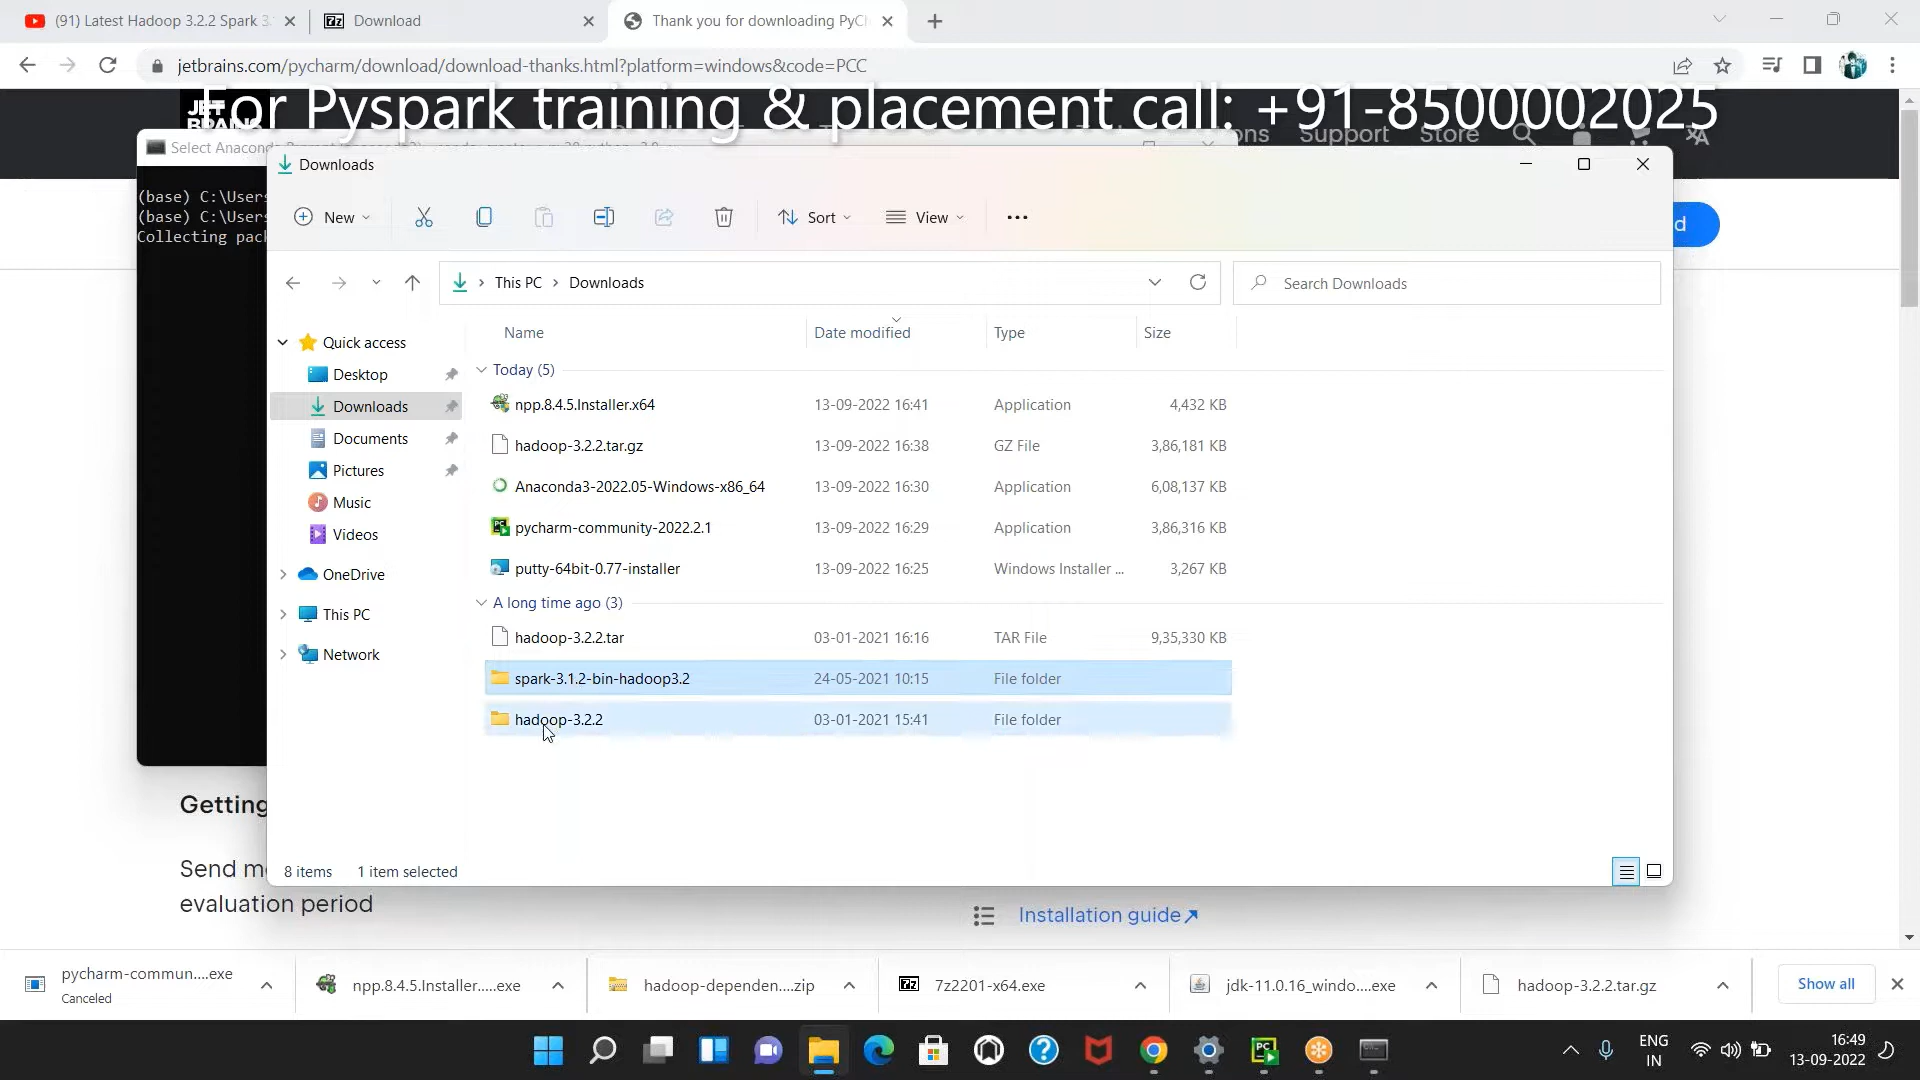 (91) Latest Hadoop 3.2.2 Spark 3
Download
Thank you for downloading PyCh
jetbrains.com/pycharm/download/download-thanks.html?platform=windows&code=PCC
For Pyspark training & placement call: +91-8500002025
JET
BRAINS
Support
Store
Select Anaconda
Downloads
(base) C:\Users
(base) C:\Users
Collecting pack
New
Sort
View
d
This PC
Downloads
Search Downloads
Name
Date modified
Type
Size
Quick access
Desktop
Downloads
Documents
Pictures
Music
Videos
OneDrive
This PC
Network
Today (5)
npp.8.4.5.Installer.x64 13-09-2022 16:41 Application 4,432 KB
hadoop-3.2.2.tar.gz 13-09-2022 16:38 GZ File 3,86,181 KB
Anaconda3-2022.05-Windows-x86_64 13-09-2022 16:30 Application 6,08,137 KB
pycharm-community-2022.2.1 13-09-2022 16:29 Application 3,86,316 KB
putty-64bit-0.77-installer 13-09-2022 16:25 Windows Installer ... 3,267 KB
A long time ago (3)
hadoop-3.2.2.tar 03-01-2021 16:16 TAR File 9,35,330 KB
spark-3.1.2-bin-hadoop3.2 24-05-2021 10:15 File folder
hadoop-3.2.2 03-01-2021 15:41 File folder
8 items 1 item selected
Getting
Send m
evaluation period
Installation guide↗
pycharm-commun....exe
Canceled
npp.8.4.5.Installer.....exe
hadoop-dependen....zip
7z2201-x64.exe
jdk-11.0.16_windo....exe
hadoop-3.2.2.tar.gz
Show all
ENG
IN
16:49
13-09-2022